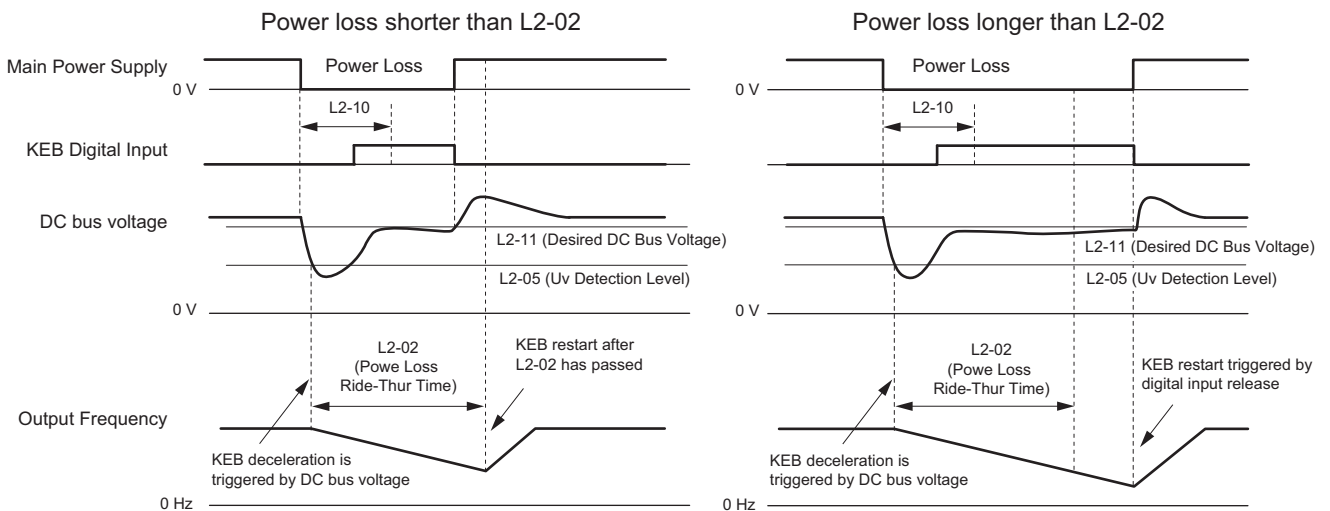 Power loss shorter than L2-02
Main Power Supply
Power Loss
0 V
L2-10
KEB Digital Input
DC bus voltage
L2-11 (Desired DC Bus Voltage)
L2-05 (Uv Detection Level)
0 V
L2-02
(Powe Loss
Ride-Thur Time)
KEB restart after
L2-02 has passed
Output Frequency
KEB deceleration is
triggered by DC bus voltage
0 Hz
Power loss longer than L2-02
Power Loss
0 V
L2-10
L2-11 (Desired DC Bus Voltage)
L2-05 (Uv Detection Level)
0 V
L2-02
(Powe Loss
Ride-Thur Time)
KEB restart triggered by
digital input release
KEB deceleration is
triggered by DC bus voltage
0 Hz